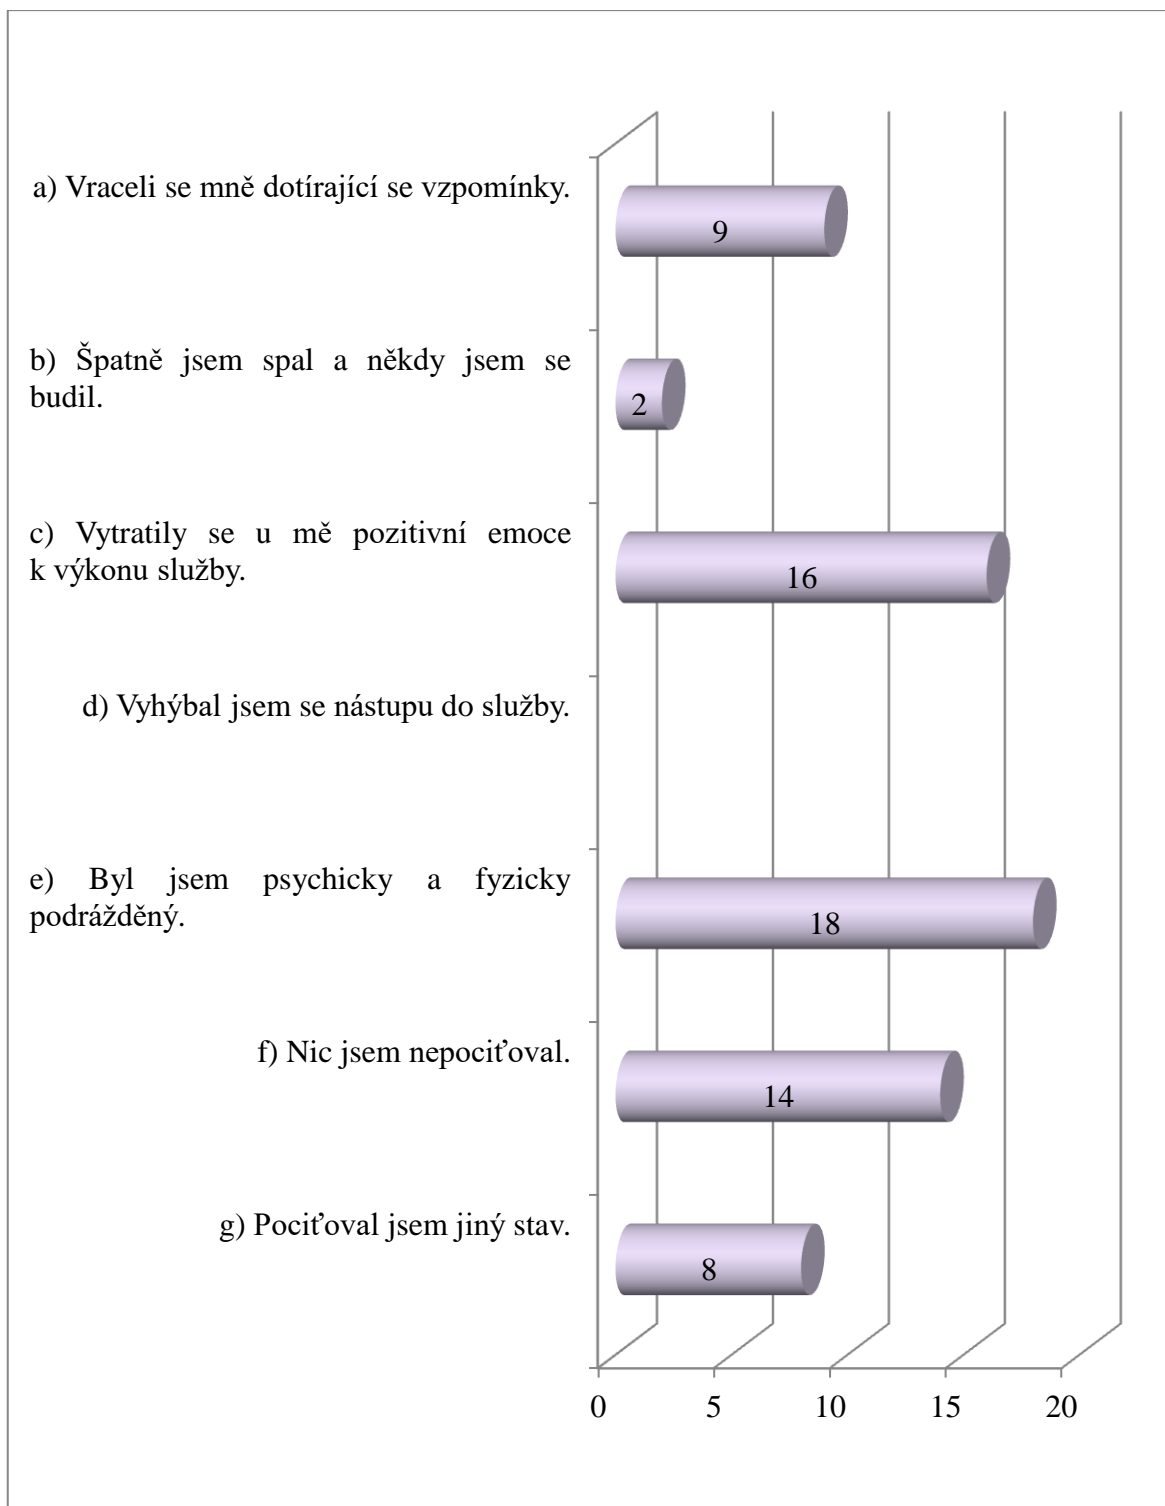 a) Vraceli se mně dotírající se vzpomínky.
9
b) Špatně jsem spal a někdy jsem se
budil.
2
c) Vytratily se u mě pozitivní emoce
k výkonu služby.
16
d) Vyhýbal jsem se nástupu do služby.
e) Byl jsem psychicky a fyzicky
podrážděný.
18
f) Nic jsem nepociťoval.
14
g) Pociťoval jsem jiný stav.
8
0 5 10 15 20